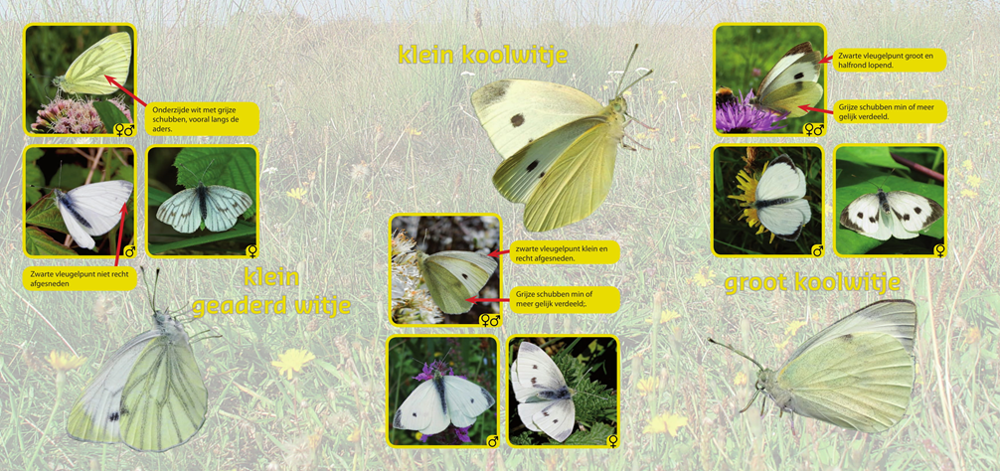 Onderzijde wit met grijze
schubben, vooral langs de
aders.
♀♂
♂
♀
Zwarte vleugelpunt niet recht
afgesneden
klein
geaderd witje
klein koolwitje
zwarte vleugelpunt klein en
recht afgesneden.
Grijze schubben min of
meer gelijk verdeeld;.
♀♂
♂
♀
Zwarte vleugelpunt groot en
halfrond lopend.
Grijze schubben min of meer
gelijk verdeeld.
♀♂
♂
♀
groot koolwitje